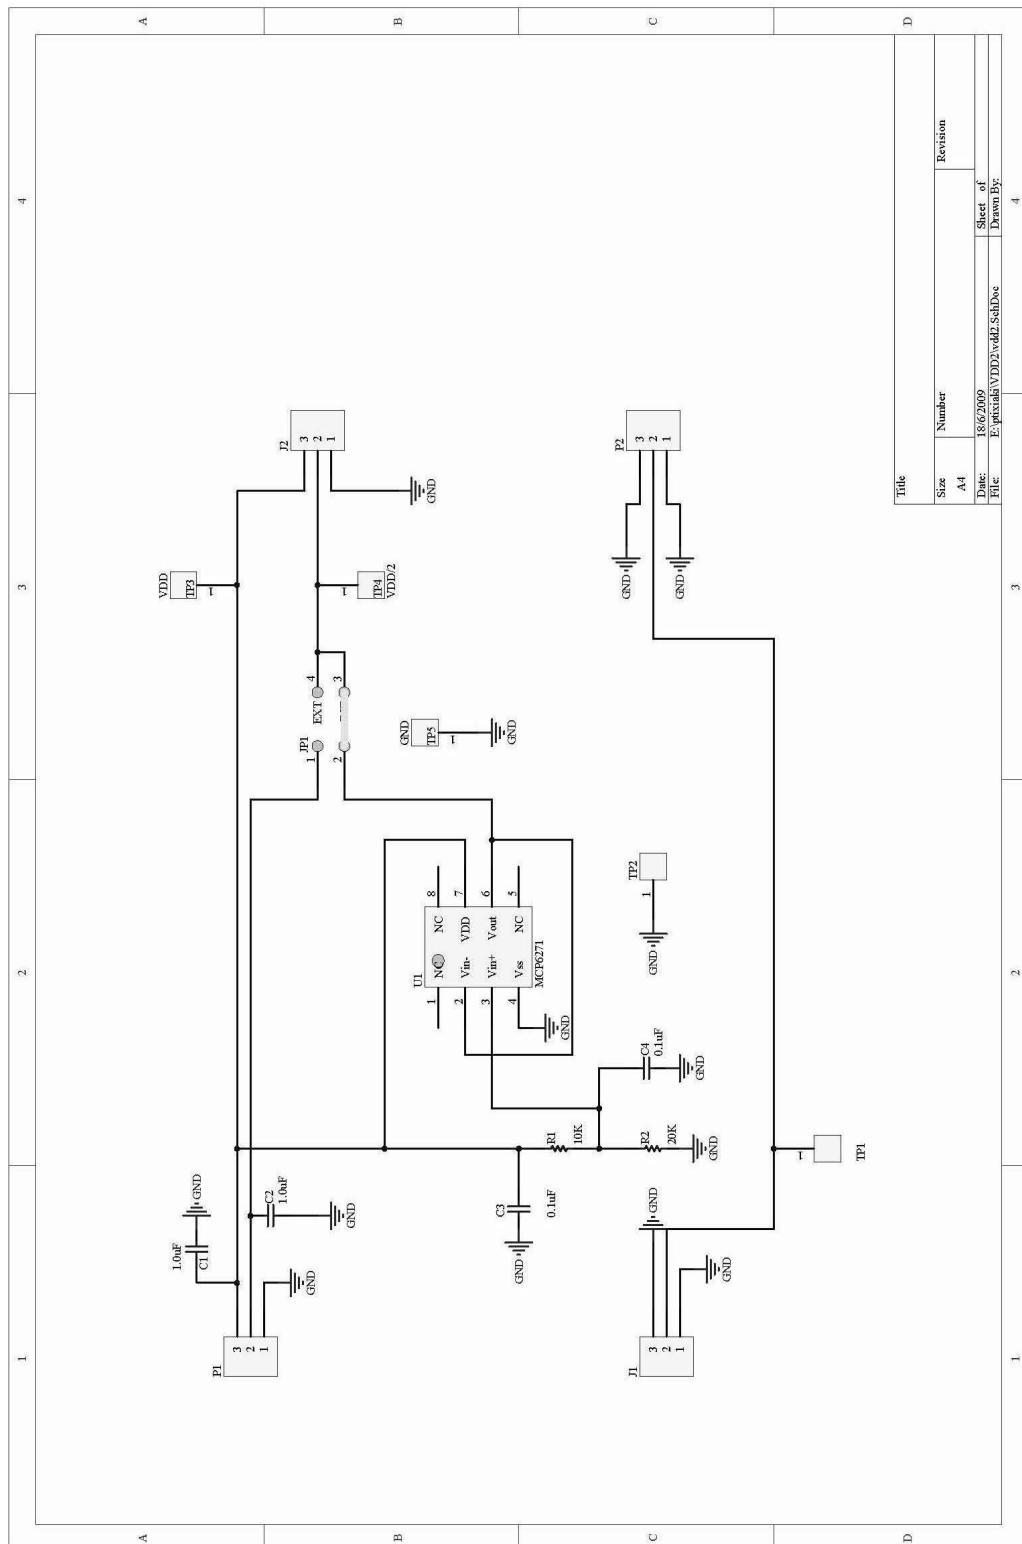 A
B
C
D
1
2
3
4
P1
3
2
1
1.0uF
C1
GND
C2
1.0uF
GND
GND
VDD
TP3
1
J2
3
2
1
GND
TP4
VDD/2
1
JP1
EXT
1
4
2
3
GND
TP5
1
GND
U1
MCP6271
1
NC
2
Vin-
3
Vin+
4
Vss
NC
8
VDD
7
Vout
6
NC
5
GND
C3
0.1uF
GND
R1
10K
R2
20K
GND
C4
0.1uF
GND
TP2
1
GND
P2
3
2
1
GND
GND
J1
3
2
1
GND
GND
TP1
1
Title
Size
A4
Number
Revision
Date:
18/6/2009
Sheet of
File:
E:\ptixiaki\VDD2\vdd2.SchDoc
Drawn By:
A
B
C
D
1
2
3
4